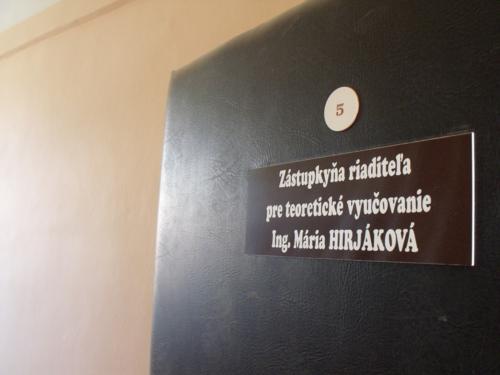 5
Zástupkyňa riaditeľa
pre teoretické vyučovanie
Ing. Mária HIRJÁKOVÁ